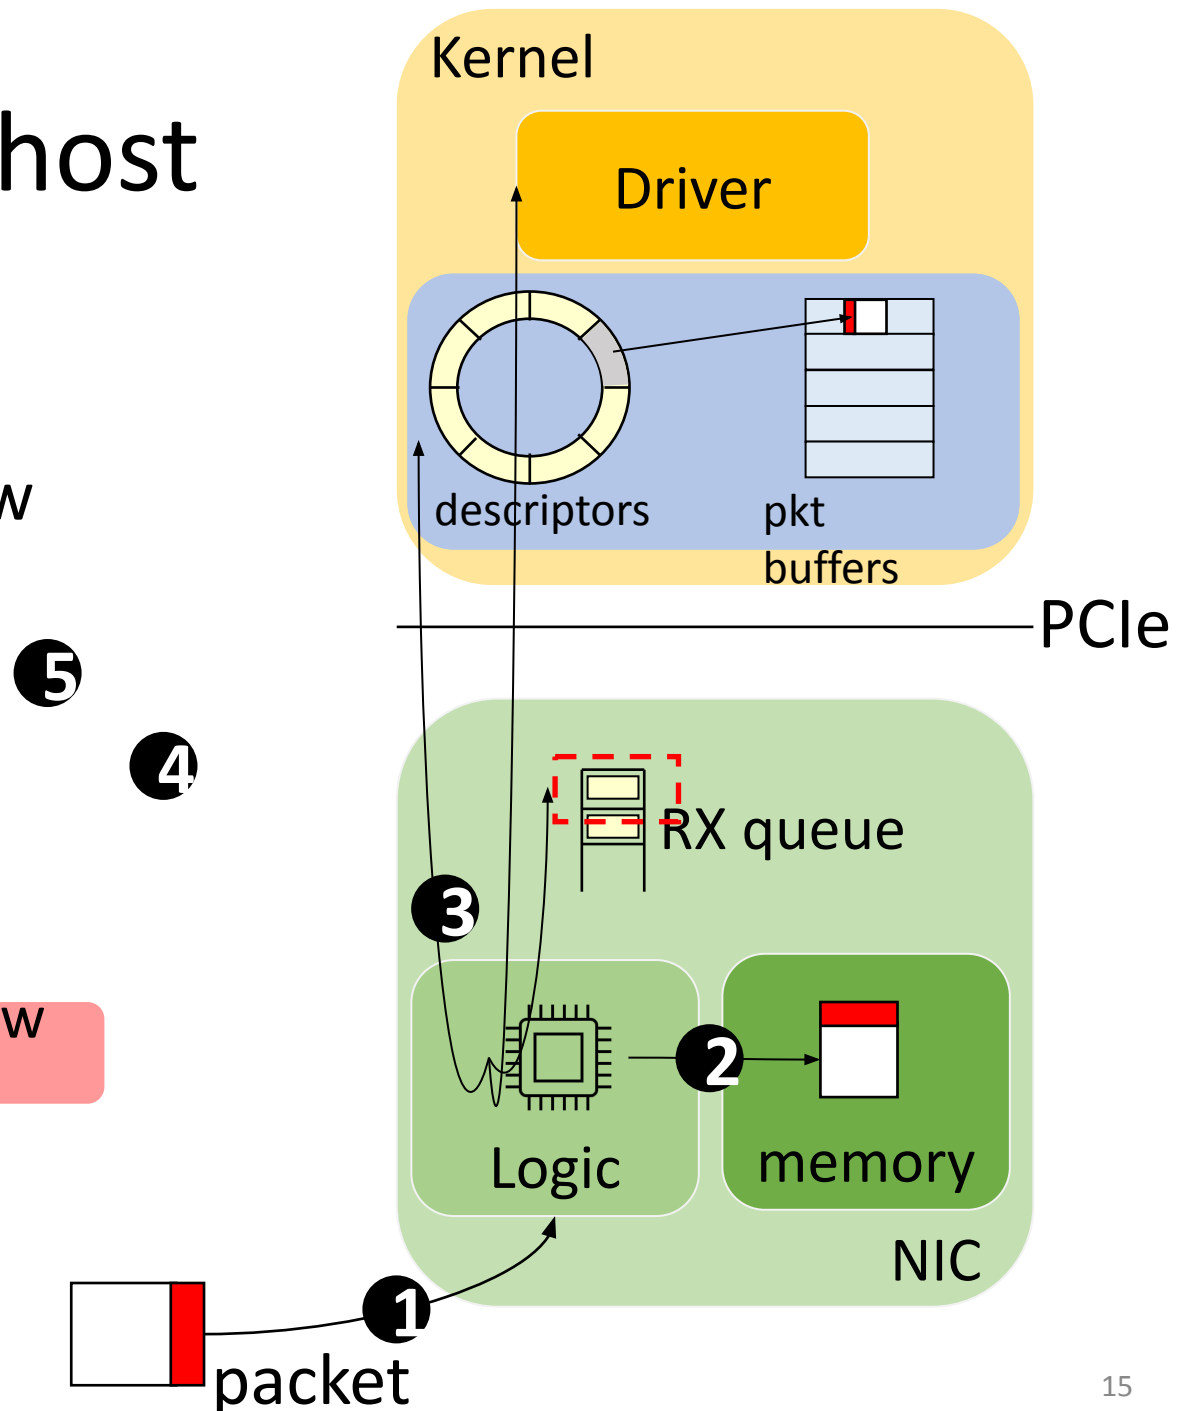 Kernel
host
Driver
w
descriptors
pkt
buffers
PCIe
5
4
RX queue
3
w
2
Logic
memory
NIC
1
packet
15